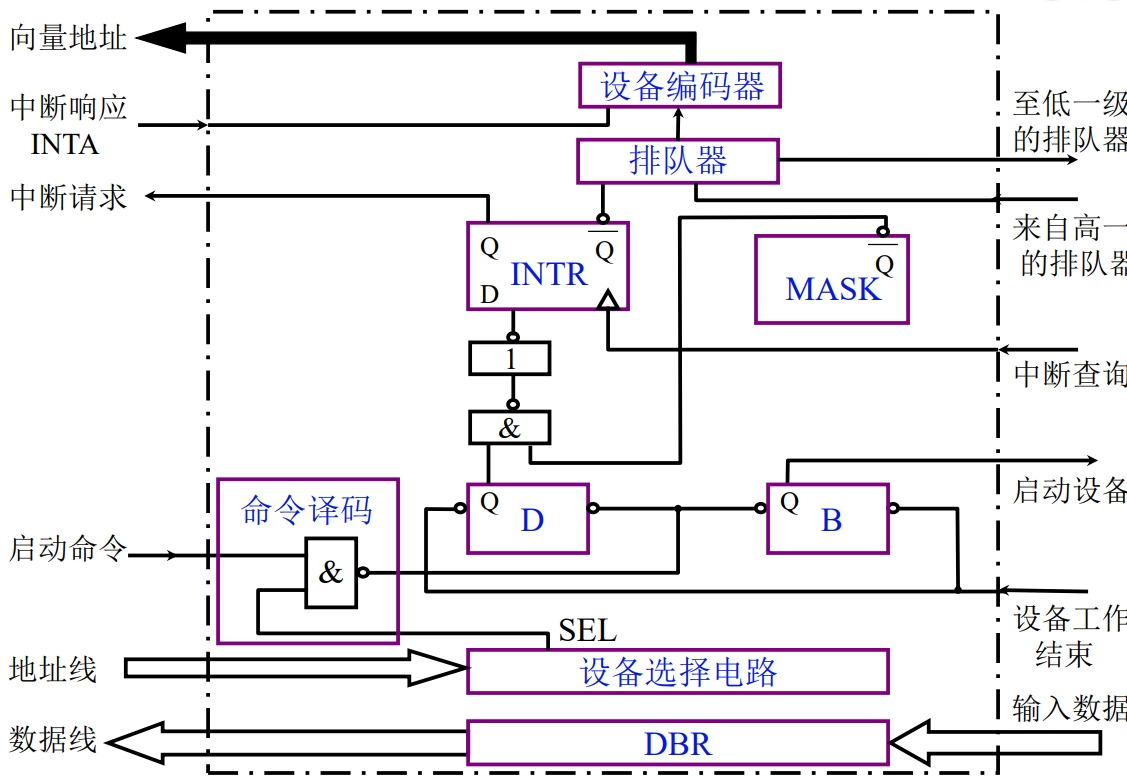 向量地址
设备编码器
中断响应
INTA
至低一级
的排队器
排队器
中断请求
来自高一
的排队器
Q
Q
INTR
D
Q
MASK
1
中断查询
&
命令译码
Q
D
Q
B
启动设备
启动命令
&
设备工作
结束
SEL
地址线
设备选择电路
输入数据
数据线
DBR